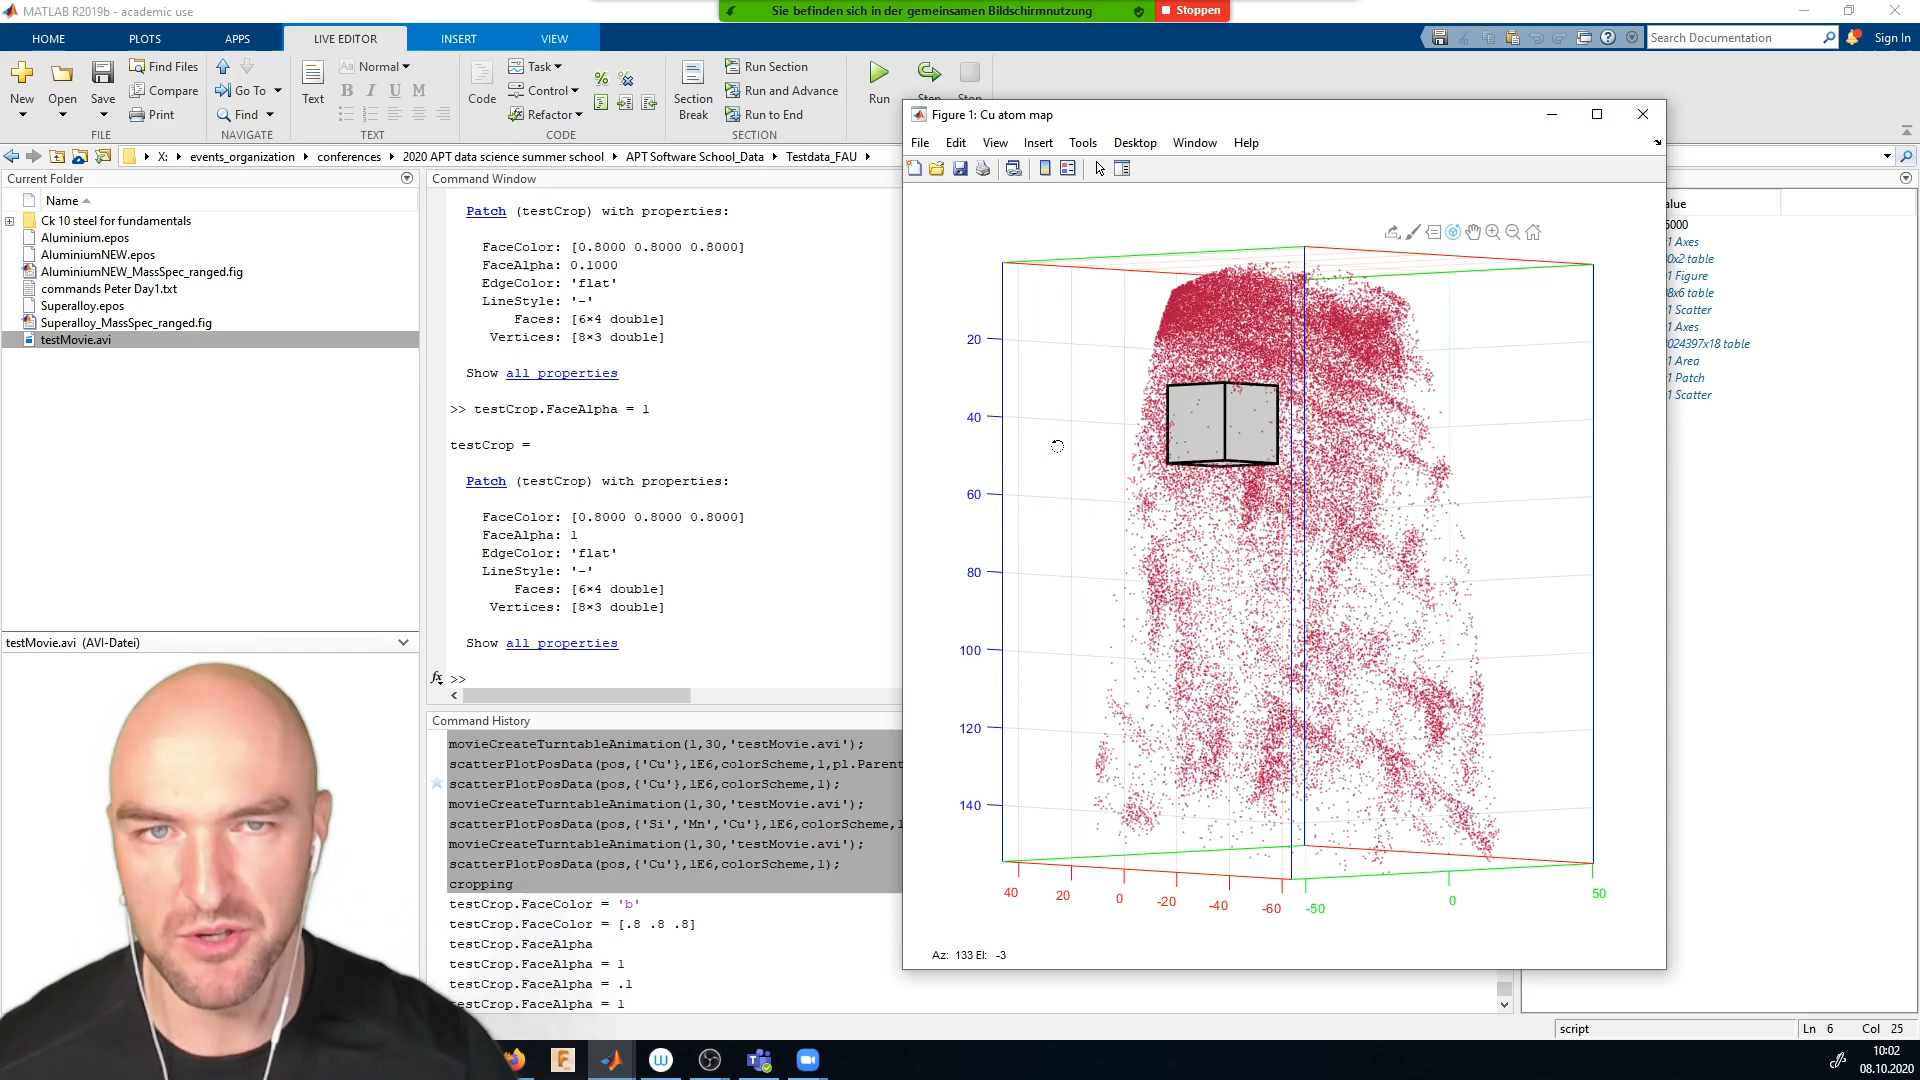 MATLAB R2019b - academic use
Sie befinden sich in der gemeinsamen Bildschirmnutzung
Stoppen
HOME PLOTS APPS LIVE EDITOR INSERT VIEW
Search Documentation
Sign In
New Open Save
Find Files
Compare
Print
FILE
Go To
Find
NAVIGATE
Text
Normal
B I U M
TEXT
Code
Task
Control
Refactor
CODE
Section Break
Run Section
Run and Advance
Run to End
SECTION
Run
X: events_organization conferences 2020 APT data science summer school APT Software School_Data Testdata_FAU
Current Folder
Name
Ck 10 steel for fundamentals
Aluminium.epos
AluminiumNEW.epos
AluminiumNEW_MassSpec_ranged.fig
commands Peter Day1.txt
Superalloy.epos
Superalloy_MassSpec_ranged.fig
testMovie.avi
testMovie.avi (AVI-Datei)
Command Window
Patch (testCrop) with properties:
FaceColor: [0.8000 0.8000 0.8000]
FaceAlpha: 0.1000
EdgeColor: 'flat'
LineStyle: '-'
Faces: [6×4 double]
Vertices: [8×3 double]
Show all properties
>> testCrop.FaceAlpha = 1
testCrop =
Patch (testCrop) with properties:
FaceColor: [0.8000 0.8000 0.8000]
FaceAlpha: 1
EdgeColor: 'flat'
LineStyle: '-'
Faces: [6×4 double]
Vertices: [8×3 double]
Show all properties
fx >>
Command History
movieCreateTurntableAnimation(1,30,'testMovie.avi');
scatterPlotPosData(pos,{'Cu'},1E6,colorScheme,1,pl.Parent
scatterPlotPosData(pos,{'Cu'},1E6,colorScheme,1);
movieCreateTurntableAnimation(1,30,'testMovie.avi');
scatterPlotPosData(pos,{'Si','Mn','Cu'},1E6,colorScheme,1
movieCreateTurntableAnimation(1,30,'testMovie.avi');
scatterPlotPosData(pos,{'Cu'},1E6,colorScheme,1);
cropping
testCrop.FaceColor = 'b'
testCrop.FaceColor = [.8 .8 .8]
testCrop.FaceAlpha
testCrop.FaceAlpha = 1
testCrop.FaceAlpha = .1
testCrop.FaceAlpha = 1
Figure 1: Cu atom map
File Edit View Insert Tools Desktop Window Help
20
40
60
80
100
120
140
40 20 0 -20 -40 -60 -50 0 50
Az: 133 El: -3
alue
1 Axes
0x2 table
1 Figure
8x6 table
1 Scatter
1 Axes
024397x18 table
1 Area
1 Patch
1 Scatter
script
Ln 6 Col 25
10:02
08.10.2020